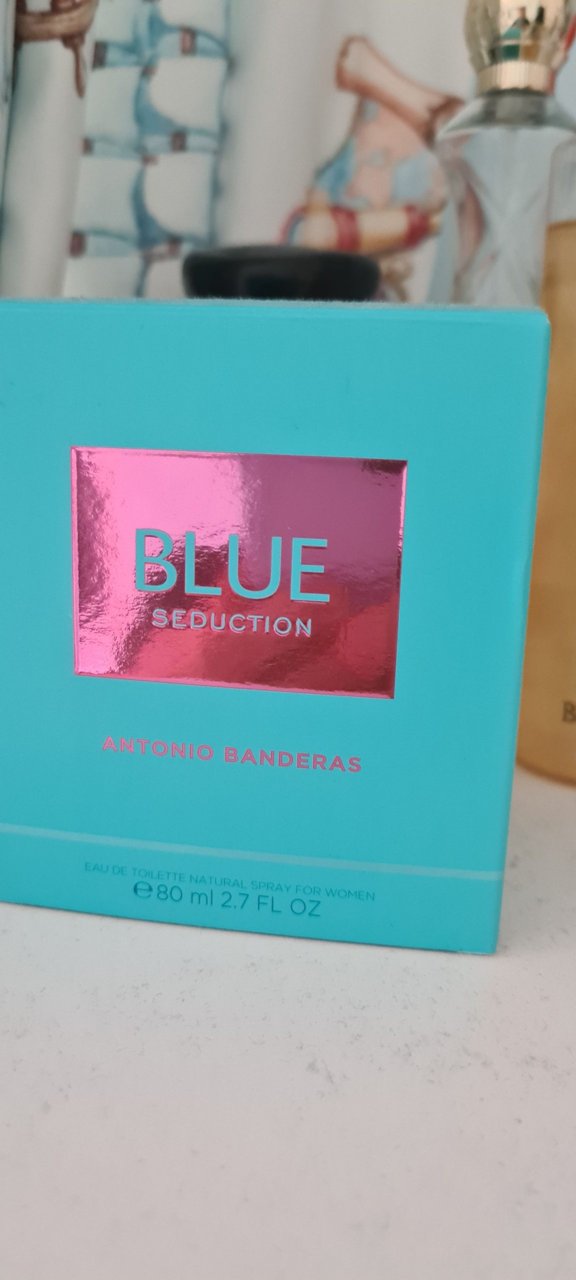 BLUE
SEDUCTION
ANTONIO BANDERAS
EAU DE TOILETTE NATURAL SPRAY FOR WOMEN
℮80 ml 2.7 FL OZ